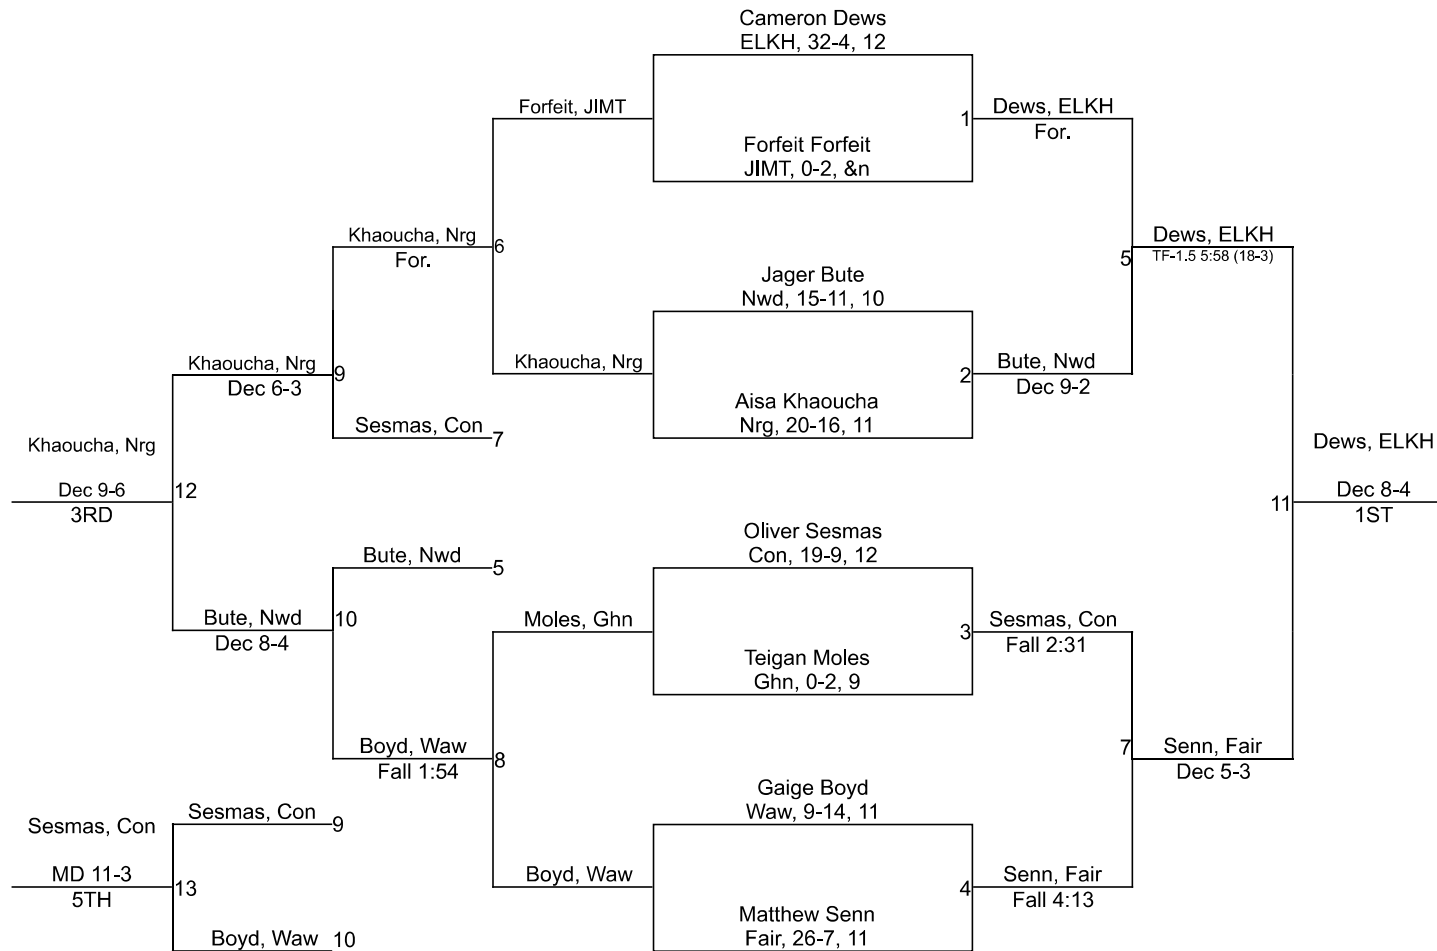 Cameron Dews
ELKH, 32-4, 12
Forfeit, JIMT
1
Dews, ELKH
For.
Forfeit Forfeit
JIMT, 0-2, &n
Khaoucha, Nrg
For.
6
Dews, ELKH
TF-1.5 5:58 (18-3)
5
Jager Bute
Nwd, 15-11, 10
Khaoucha, Nrg
Dec 6-3
9
Khaoucha, Nrg
2
Bute, Nwd
Dec 9-2
Aisa Khaoucha
Nrg, 20-16, 11
Sesmas, Con
7
Khaoucha, Nrg
Dec 9-6
3RD
12
Dews, ELKH
Dec 8-4
1ST
11
Oliver Sesmas
Con, 19-9, 12
Bute, Nwd
5
Bute, Nwd
Dec 8-4
10
Moles, Ghn
3
Sesmas, Con
Fall 2:31
Teigan Moles
Ghn, 0-2, 9
Boyd, Waw
Fall 1:54
8
7
Senn, Fair
Dec 5-3
Gaige Boyd
Waw, 9-14, 11
Sesmas, Con
9
Sesmas, Con
MD 11-3
5TH
13
Boyd, Waw
4
Senn, Fair
Fall 4:13
Matthew Senn
Fair, 26-7, 11
Boyd, Waw
10